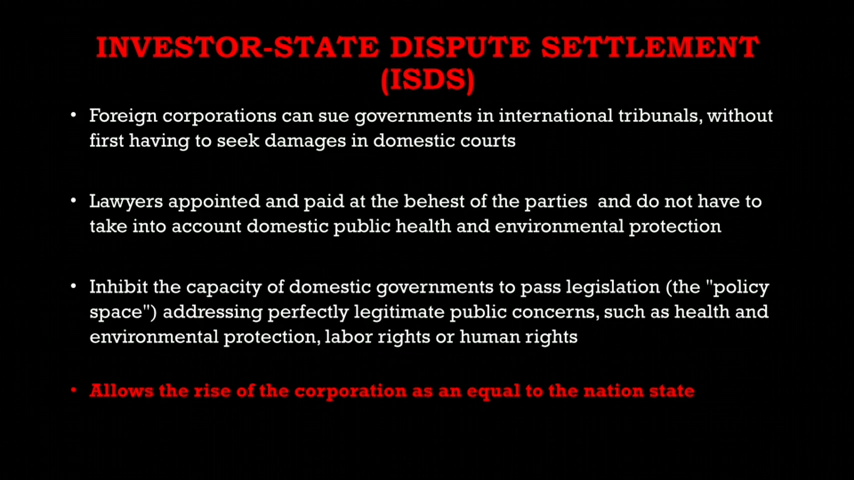 INVESTOR-STATE DISPUTE SETTLEMENT
(ISDS)
• Foreign corporations can sue governments in international tribunals, without
first having to seek damages in domestic courts
• Lawyers appointed and paid at the behest of the parties  and do not have to
take into account domestic public health and environmental protection
• Inhibit the capacity of domestic governments to pass legislation (the "policy
space") addressing perfectly legitimate public concerns, such as health and
environmental protection, labor rights or human rights
• Allows the rise of the corporation as an equal to the nation state